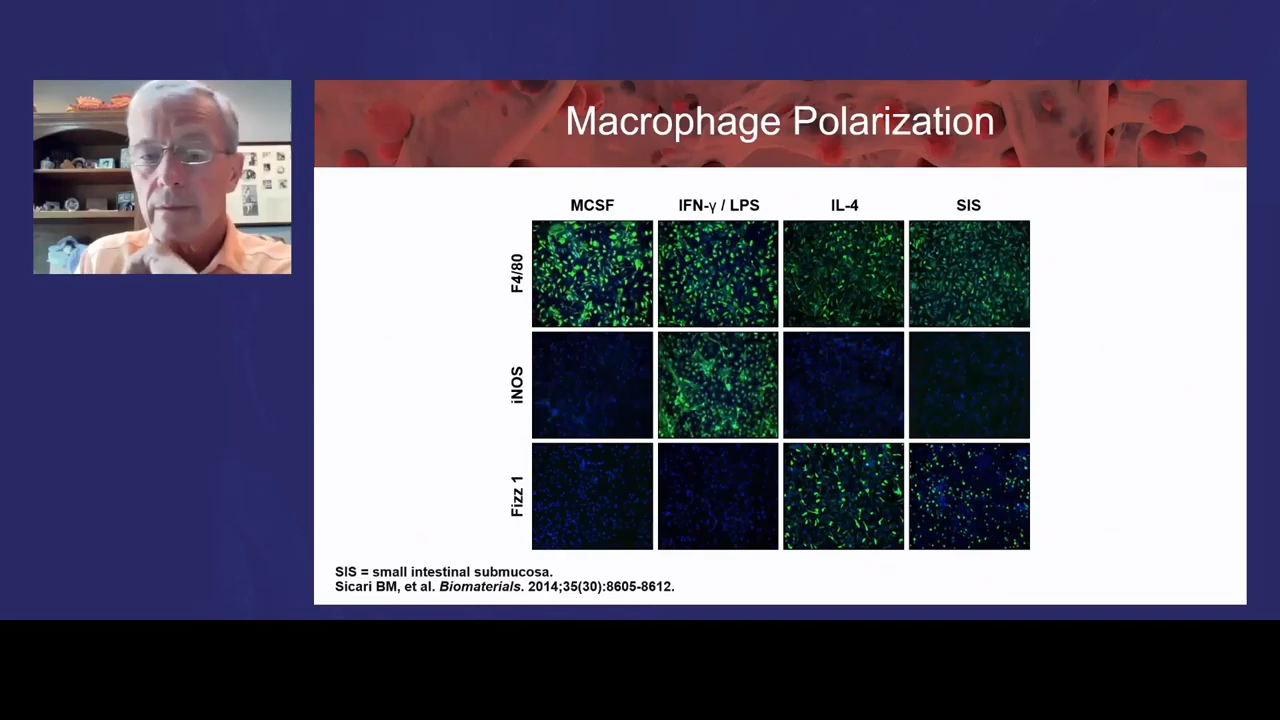 Macrophage Polarization
MCSF
IFN-γ / LPS
IL-4
SIS
F4/80
iNOS
Fizz 1
SIS = small intestinal submucosa.
Sicari BM, et al. Biomaterials. 2014;35(30):8605-8612.